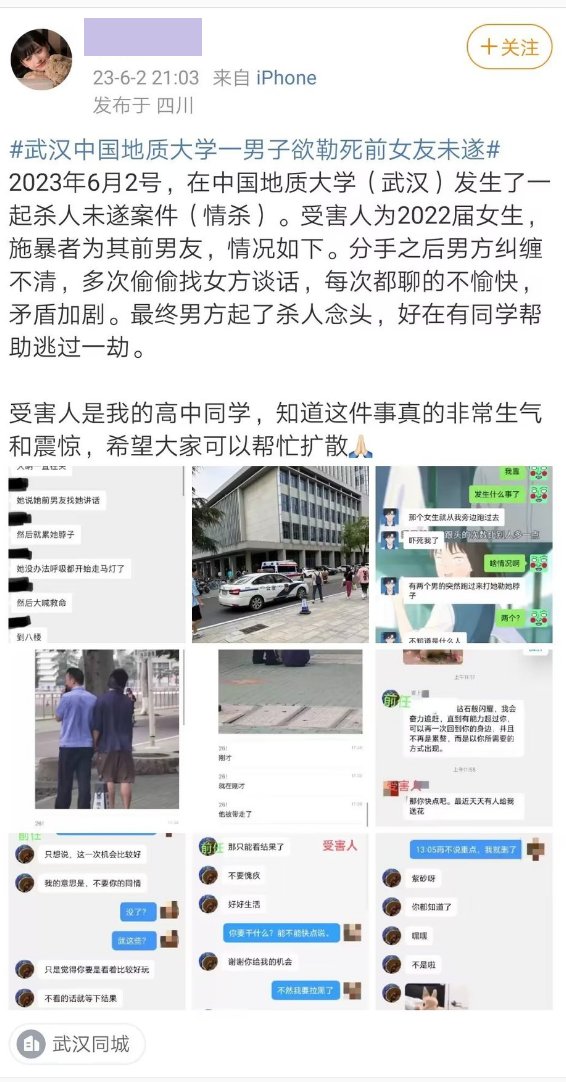 23-6-2 21:03 来自 iPhone
+关注
发布于 四川
#武汉中国地质大学一男子欲勒死前女友未遂#
2023年6月2号，在中国地质大学（武汉）发生了一
起杀人未遂案件（情杀）。受害人为2022届女生，
施暴者为其前男友，情况如下。分手之后男方纠缠
不清，多次偷偷找女方谈话，每次都聊的不愉快，
矛盾加剧。最终男方起了杀人念头，好在有同学帮
助逃过一劫。
受害人是我的高中同学，知道这件事真的非常生气
和震惊，希望大家可以帮忙扩散🙏🏻
她说她前男友找她讲话
然后就累她脖子
她没办法呼吸都开始走马灯了
然后大喊救命
到八楼
我靠
发生什么事了
那个女生就从我旁边跑过去
吓死我了
啥情况啊
有两个男的突然跑过来打她勒她脖
子
两个?
不知道是什么人
刚才
就在刚才
他被带走了
前任
钻石般闪耀，我会
奋力追赶，直到有能力超过你，
可以再一次回到你的身边，并且
不再是累赘，而是以你所需要的
方式出现。
受害人
那你快点吧。最近天天有人给我
送花
前任
只想说，这一次机会比较好
我的意思是，不要你的同情
没了?
就这些?
只是觉得你要是看着比较好玩
不看的话就等下结果
前任
那只能看结果了
受害人
不要愧疚
好好生活
你要干什么? 能不能快点说。
谢谢你给我的机会
不然我要拉黑了
13:05再不说重点，我就删了
紫砂呀
你都知道了
嘿嘿
不是啦
武汉同城